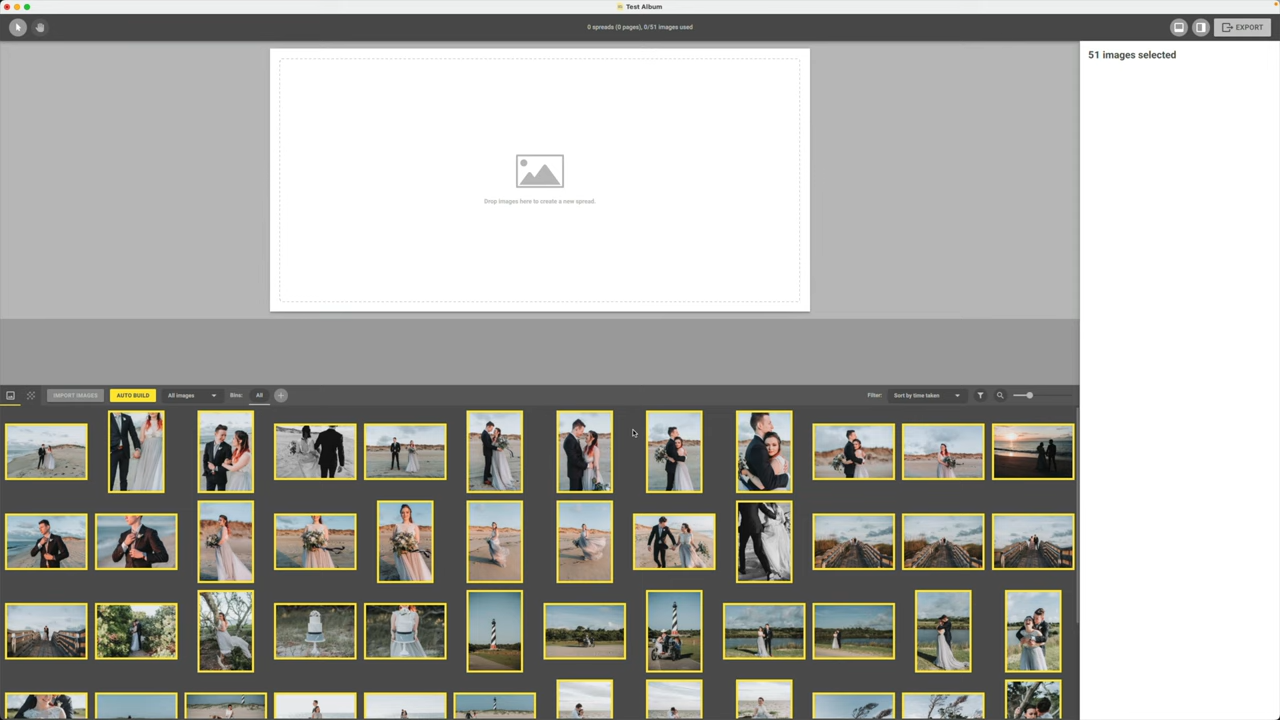 Test Album
0 spreads (0 pages), 0/51 images used
EXPORT
51 images selected
Drop images here to create a new spread.
IMPORT IMAGES
AUTO BUILD
All images
Bins:
All
Filter:
Sort by time taken